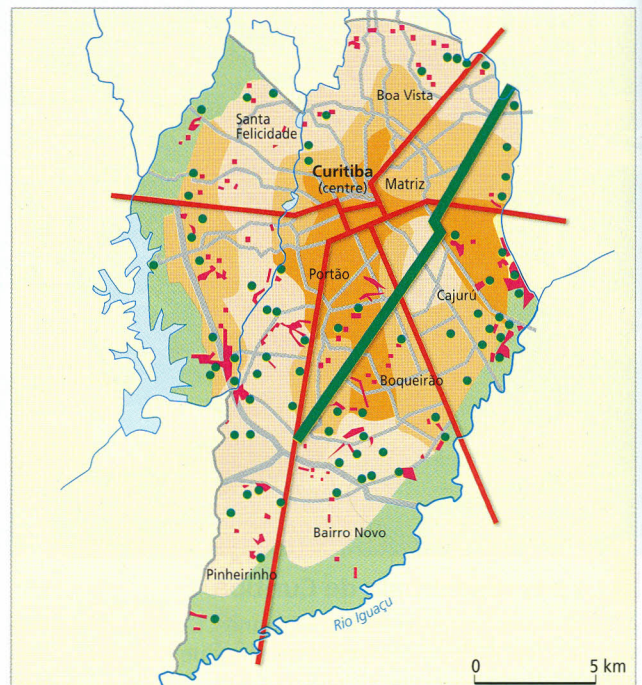 Boa Vista
Santa
Felicidade
Curitiba
(centre)
Matriz
Portão
Cajurú
Boqueirão
Bairro Novo
Pinheirinho
Rio Iguaçu
0 5 km